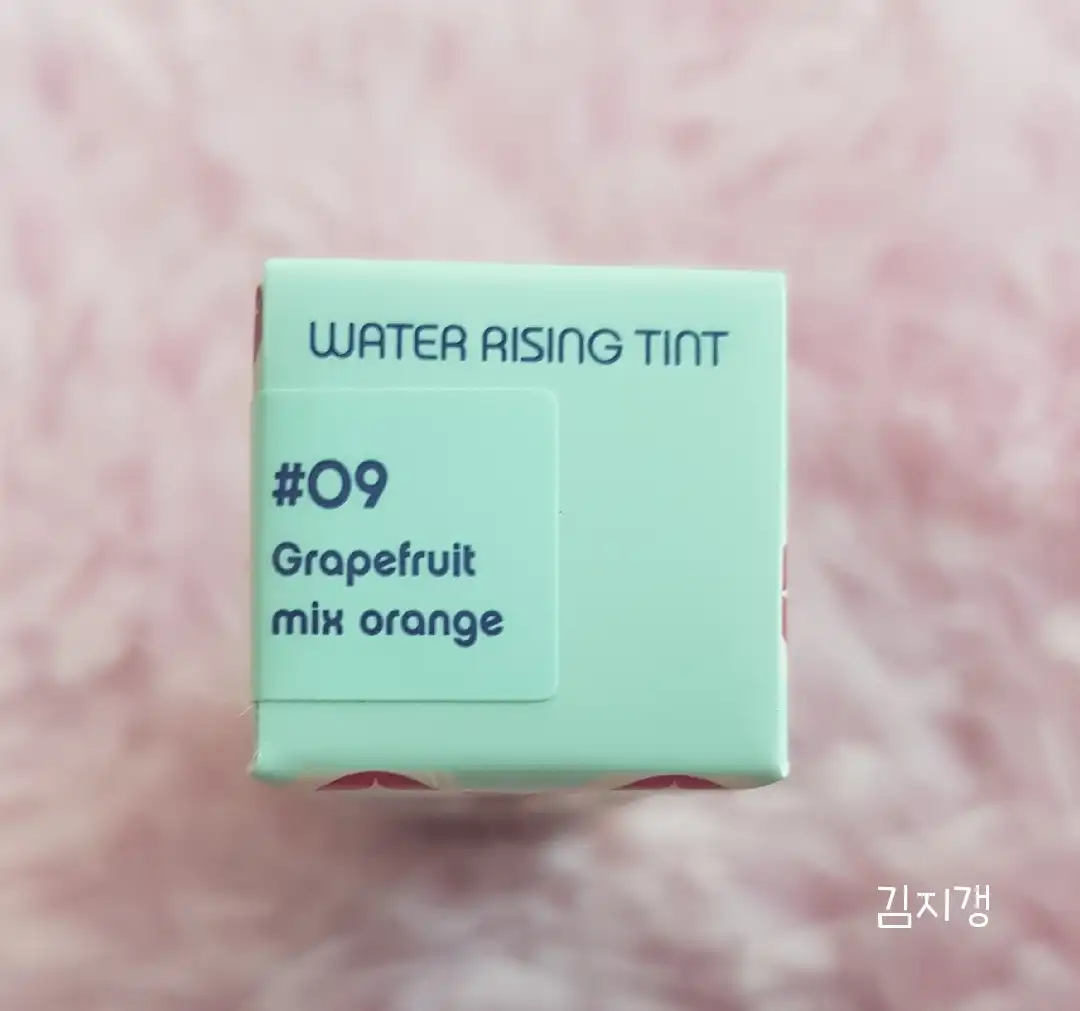 WATER RISING TINT
#09
Grapefruit
mix orange
김지갱